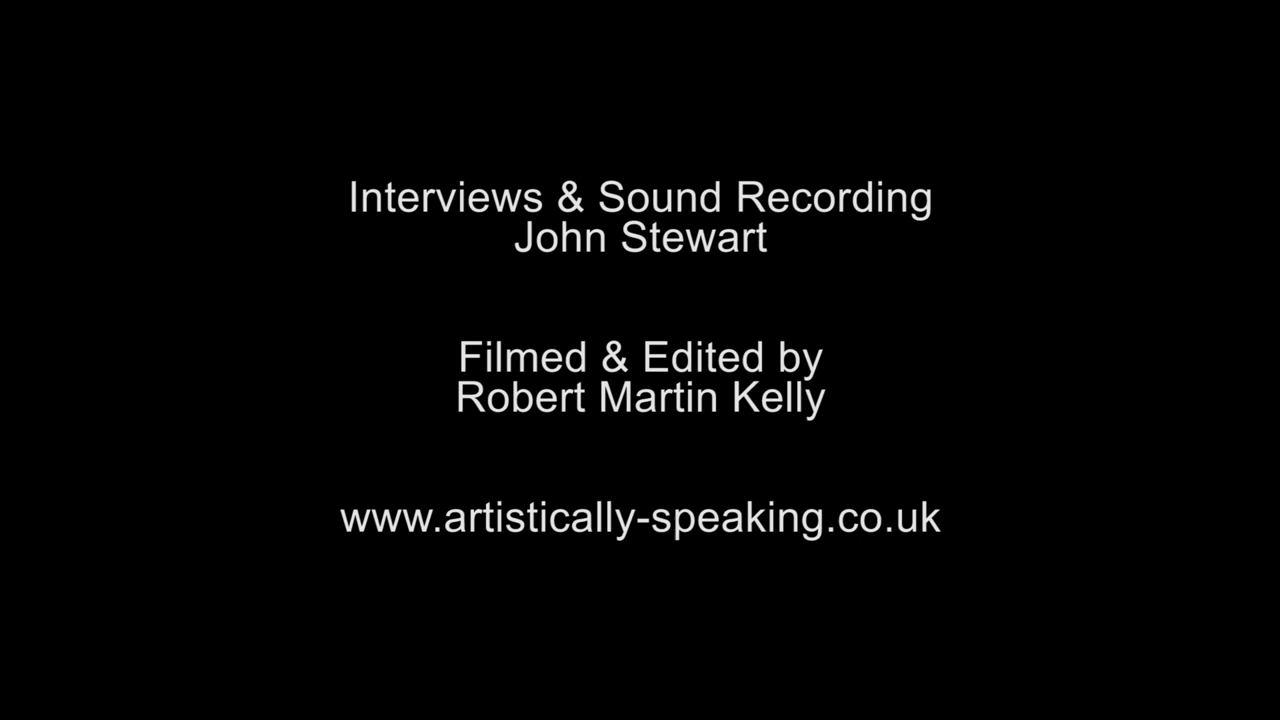 Interviews & Sound Recording
John Stewart
Filmed & Edited by
Robert Martin Kelly
www.artistically-speaking.co.uk